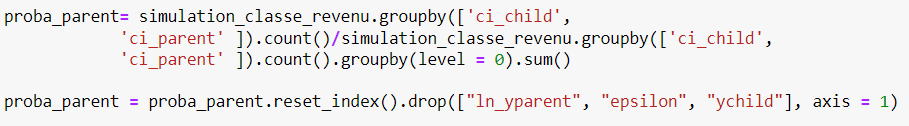 proba_parent= simulation_classe_revenu.groupby(['ci_child',
'ci_parent' ]).count()/simulation_classe_revenu.groupby(['ci_child',
'ci_parent' ]).count().groupby(level = 0).sum()
proba_parent = proba_parent.reset_index().drop(["ln_yparent", "epsilon", "ychild"], axis = 1)